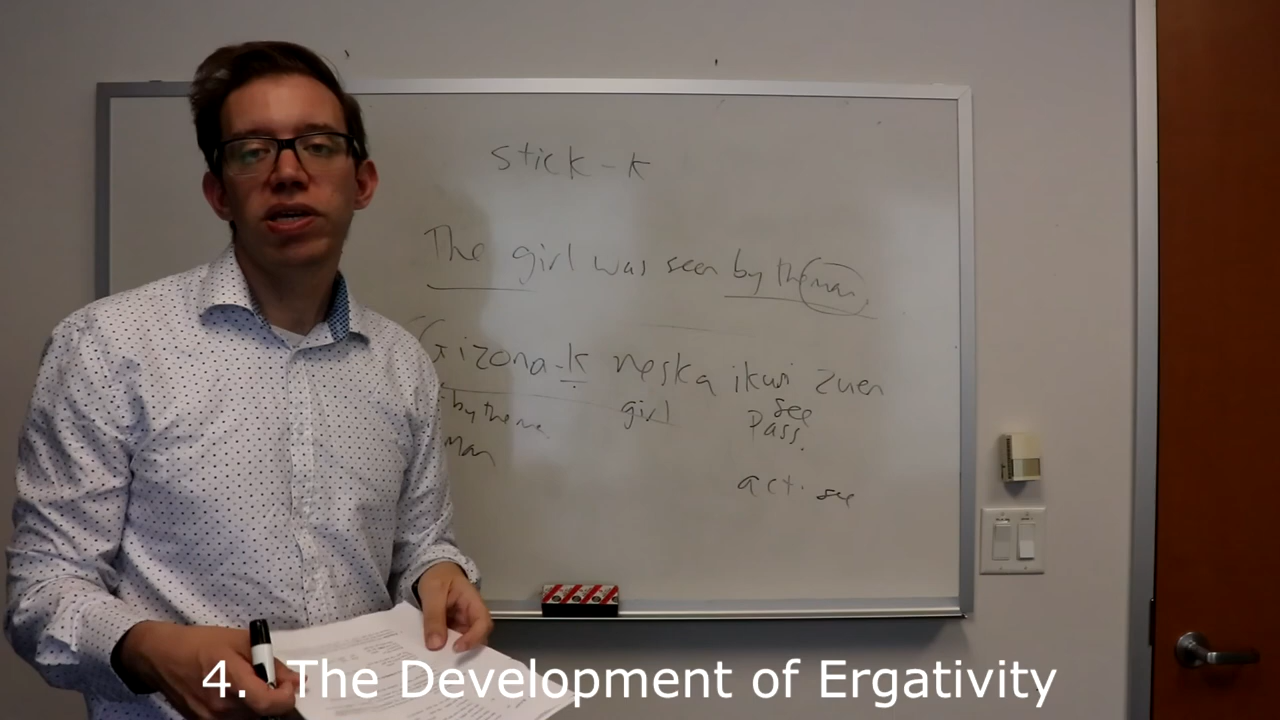 stick-k
The girl was seen by the man.
Gizona-k neska ikusi zuen
by the girl see
man Pass.
act. see
4. The Development of Ergativity